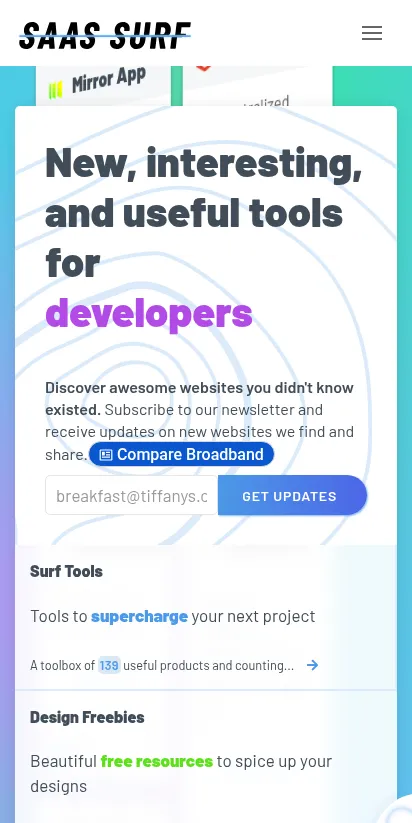 SAAS SURF
Mirror App
New, interesting,
and useful tools
for
developers
Discover awesome websites you didn't know
existed. Subscribe to our newsletter and
receive updates on new websites we find and
share. Compare Broadband
breakfast@tiffanys.c
GET UPDATES
Surf Tools
Tools to supercharge your next project
A toolbox of 139 useful products and counting...
Design Freebies
Beautiful free resources to spice up your
designs